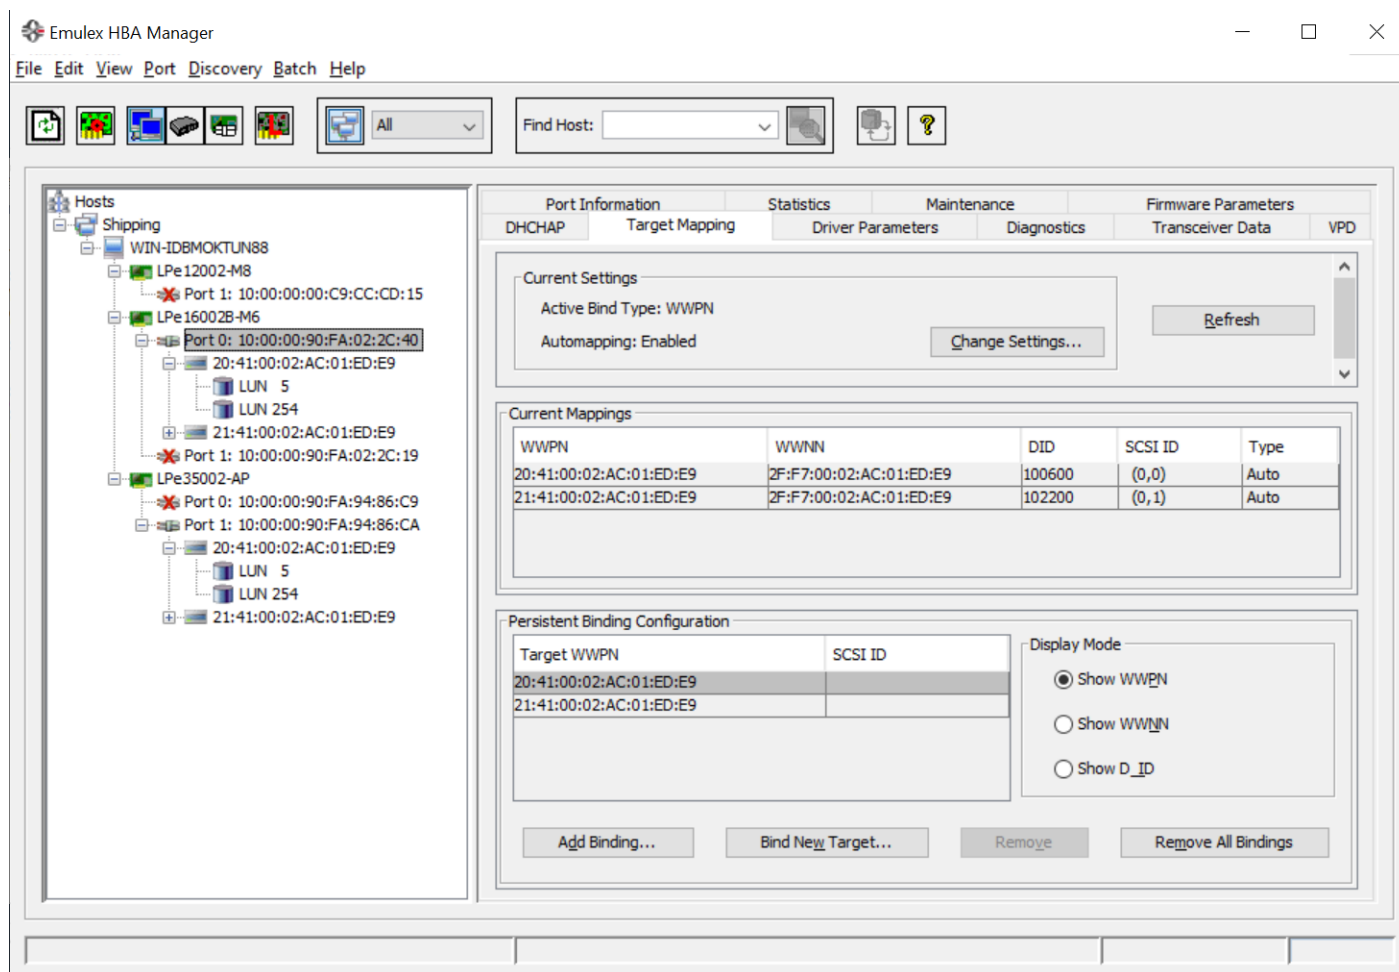 Emulex HBA Manager
File Edit View Port Discovery Batch Help
All
Find Host:
Hosts
Shipping
WIN-IDBMOKTUN88
LPe12002-M8
Port 1: 10:00:00:00:C9:CC:CD:15
LPe16002B-M6
Port 0: 10:00:00:90:FA:02:2C:40
20:41:00:02:AC:01:ED:E9
LUN 5
LUN 254
21:41:00:02:AC:01:ED:E9
Port 1: 10:00:00:90:FA:02:2C:19
LPe35002-AP
Port 0: 10:00:00:90:FA:94:86:C9
Port 1: 10:00:00:90:FA:94:86:CA
20:41:00:02:AC:01:ED:E9
LUN 5
LUN 254
21:41:00:02:AC:01:ED:E9
Port Information Statistics Maintenance Firmware Parameters
DHCHAP Target Mapping Driver Parameters Diagnostics Transceiver Data VPD
Current Settings
Active Bind Type: WWPN
Automapping: Enabled
Change Settings...
Refresh
Current Mappings
WWPN WWNN DID SCSI ID Type
20:41:00:02:AC:01:ED:E9 2F:F7:00:02:AC:01:ED:E9 100600 (0,0) Auto
21:41:00:02:AC:01:ED:E9 2F:F7:00:02:AC:01:ED:E9 102200 (0,1) Auto
Persistent Binding Configuration
Target WWPN SCSI ID
20:41:00:02:AC:01:ED:E9
21:41:00:02:AC:01:ED:E9
Display Mode
Show WWPN
Show WWNN
Show D_ID
Add Binding... Bind New Target... Remove Remove All Bindings